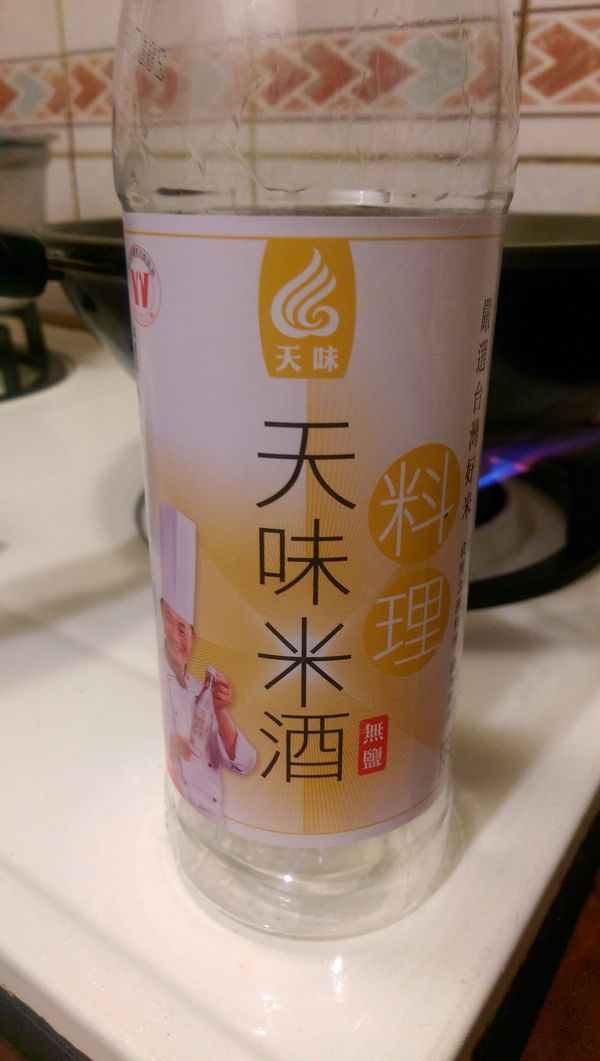 天味
天味米酒
料理
無鹽
嚴選台灣好米